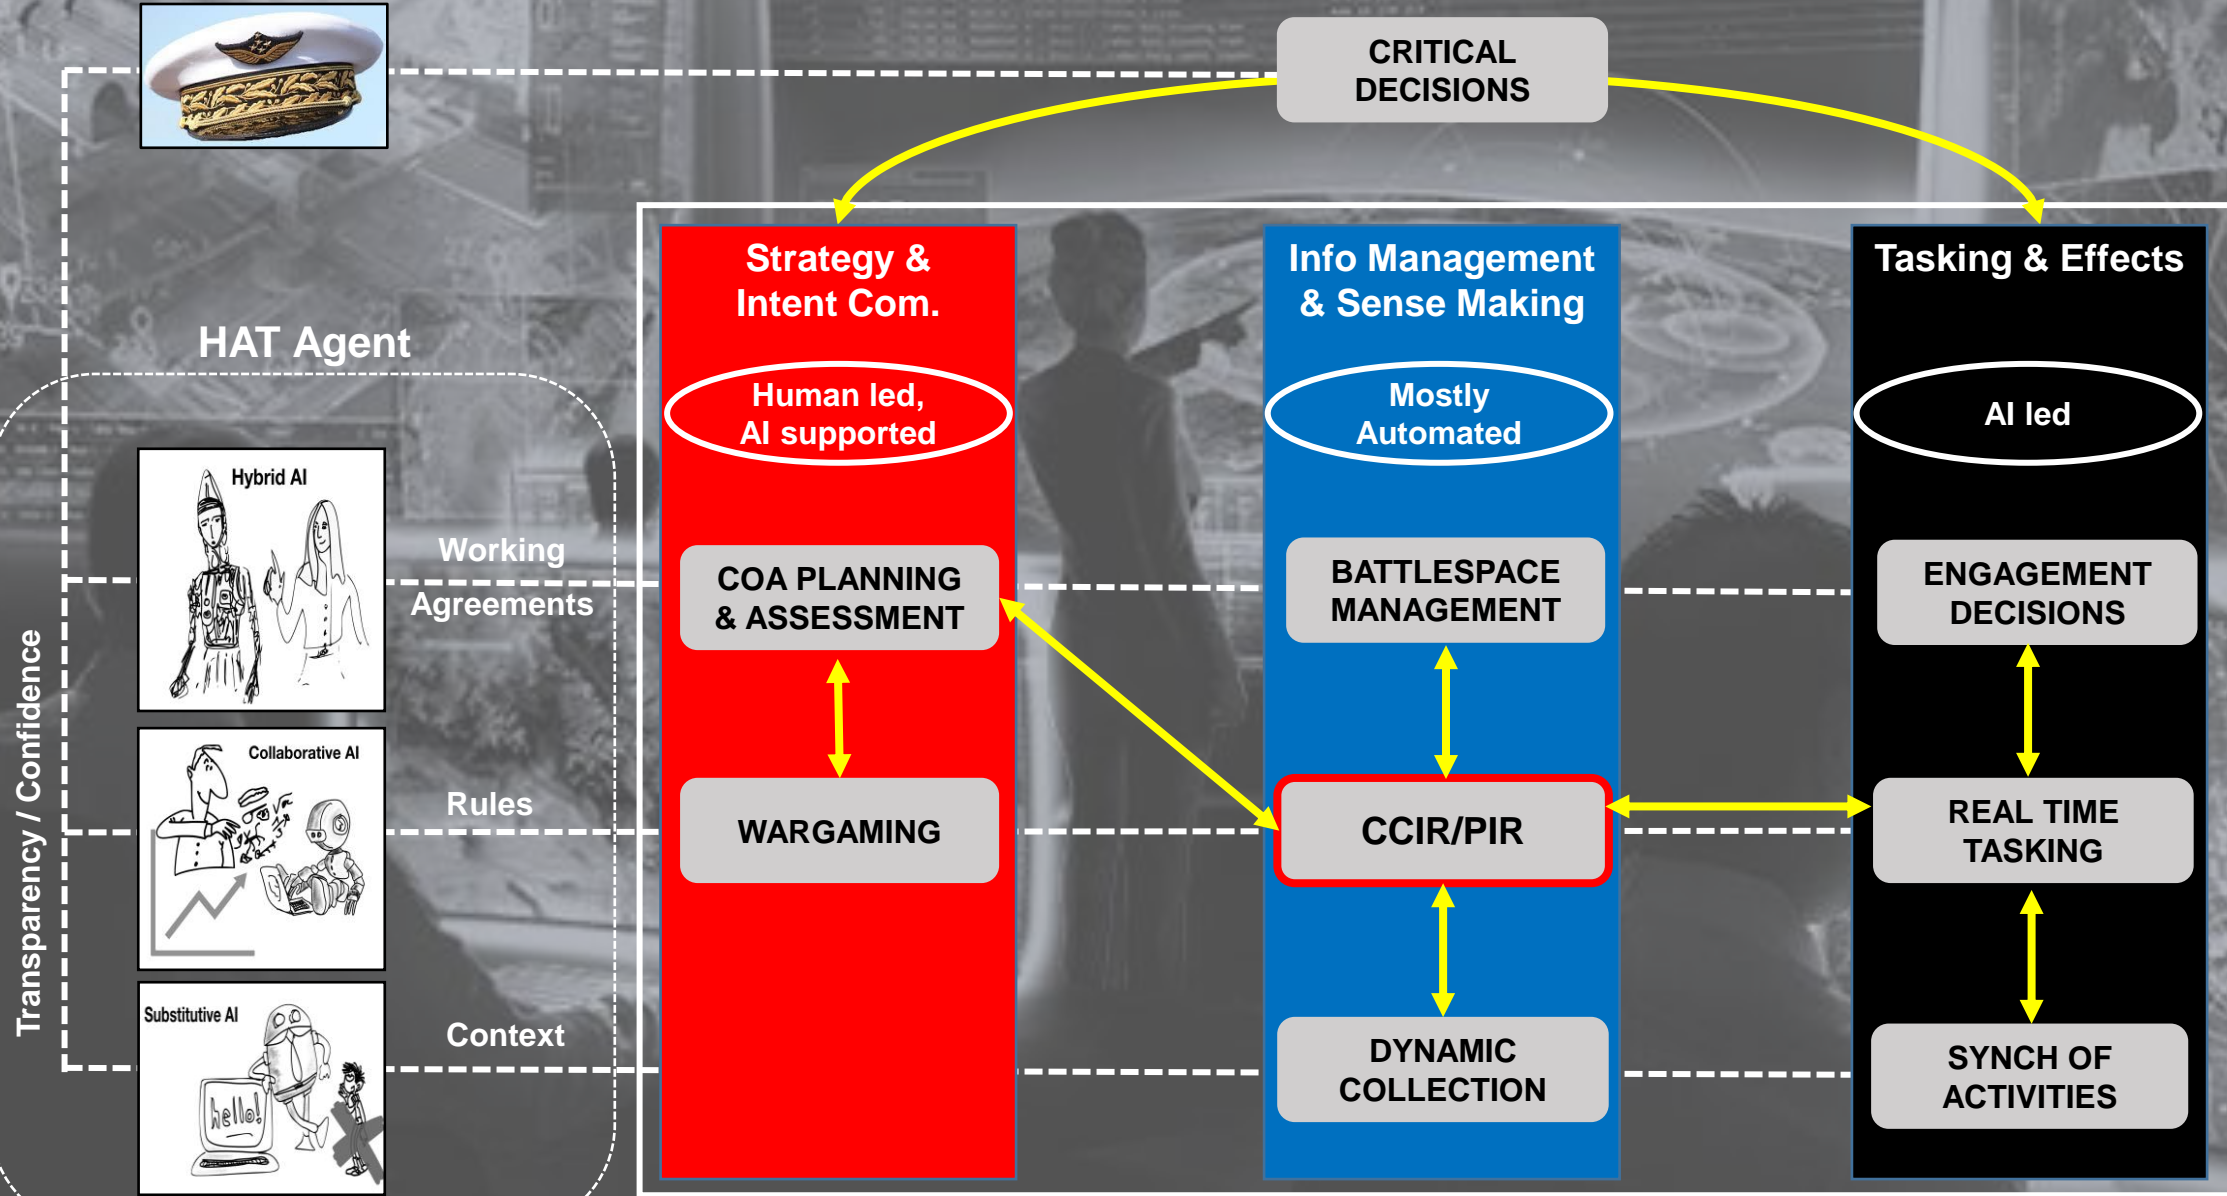 CRITICAL
DECISIONS
Strategy &
Intent Com.
Info Management
& Sense Making
Tasking & Effects
HAT Agent
Human led,
AI supported
Mostly
Automated
AI led
Hybrid AI
Working
Agreements
COA PLANNING
& ASSESSMENT
BATTLESPACE
MANAGEMENT
ENGAGEMENT
DECISIONS
Transparency / Confidence
Collaborative AI
Rules
WARGAMING
CCIR/PIR
REAL TIME
TASKING
Substitutive AI
hello!
Context
DYNAMIC
COLLECTION
SYNCH OF
ACTIVITIES